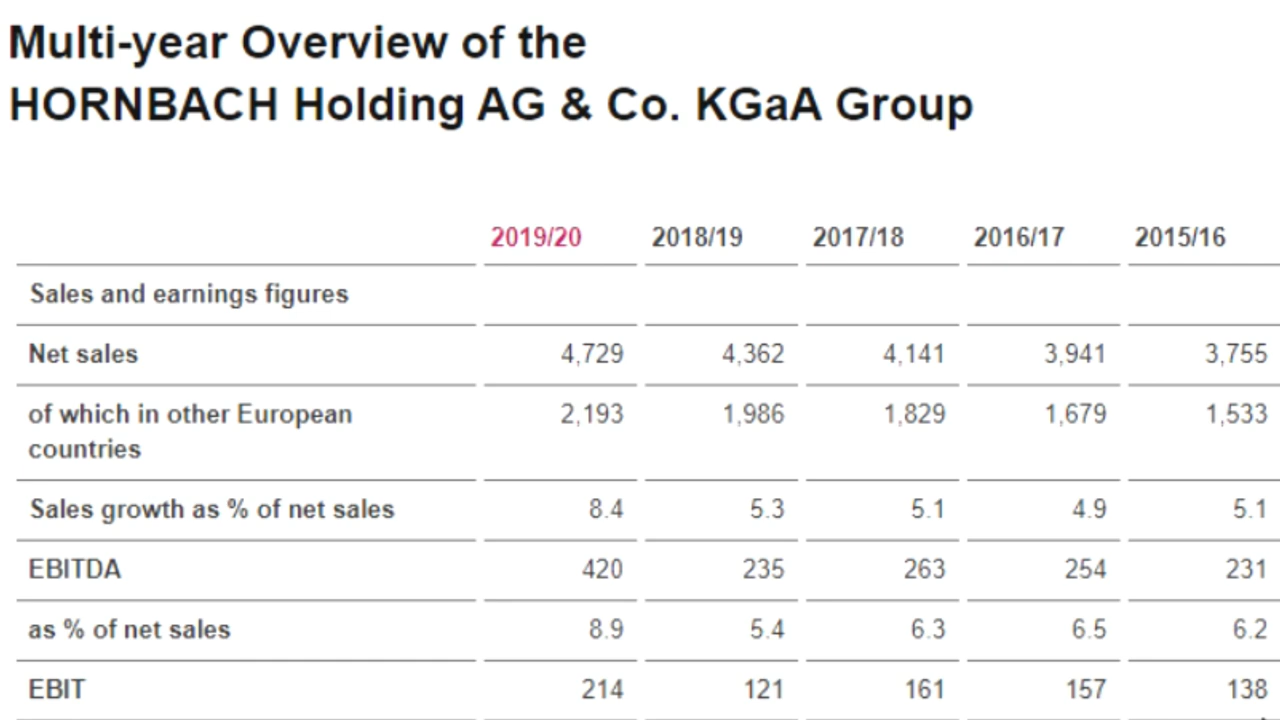 Multi-year Overview of the
HORNBACH Holding AG & Co. KGaA Group
2019/20 2018/19 2017/18 2016/17 2015/16
Sales and earnings figures
Net sales 4,729 4,362 4,141 3,941 3,755
of which in other European 2,193 1,986 1,829 1,679 1,533
countries
Sales growth as % of net sales 8.4 5.3 5.1 4.9 5.1
EBITDA 420 235 263 254 231
as % of net sales 8.9 5.4 6.3 6.5 6.2
EBIT 214 121 161 157 138